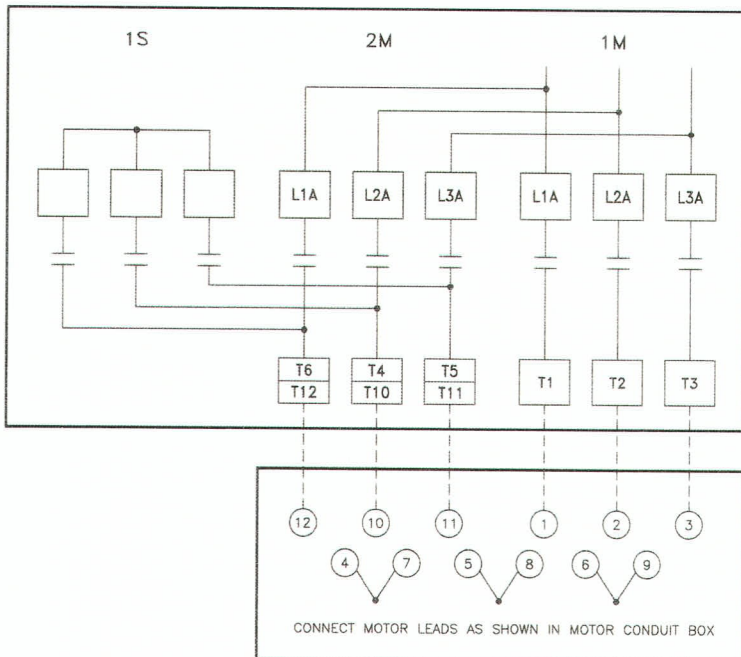 1S 2M 1M
L1A L2A L3A L1A L2A L3A
T6 T4 T5 T1 T2 T3
T12 T10 T11
12 10 11 1 2 3
4 7 5 8 6 9
CONNECT MOTOR LEADS AS SHOWN IN MOTOR CONDUIT BOX